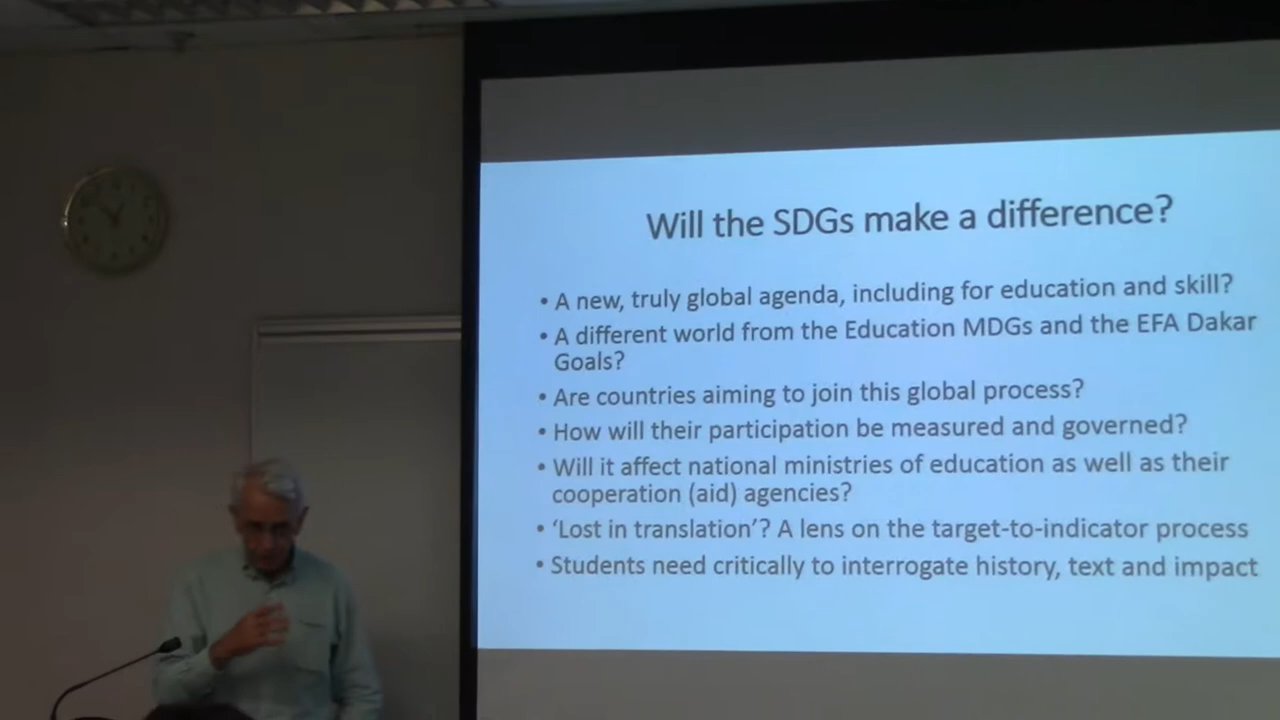 Will the SDGs make a difference?
• A new, truly global agenda, including for education and skill?
• A different world from the Education MDGs and the EFA Dakar
Goals?
• Are countries aiming to join this global process?
• How will their participation be measured and governed?
• Will it affect national ministries of education as well as their
cooperation (aid) agencies?
• ‘Lost in translation’? A lens on the target-to-indicator process
• Students need critically to interrogate history, text and impact